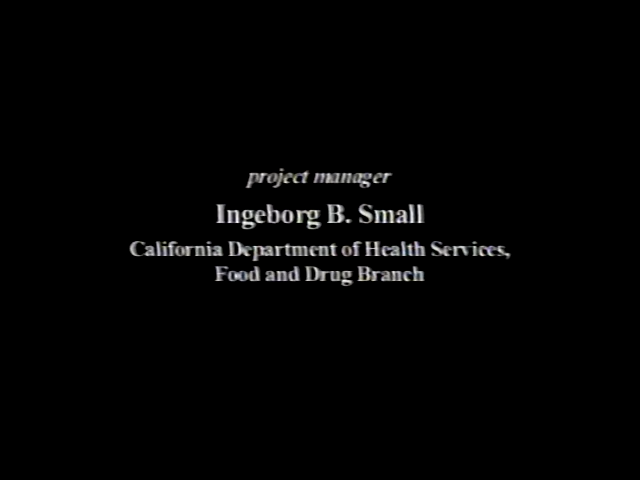 project manager
Ingeborg B. Small
California Department of Health Services,
Food and Drug Branch